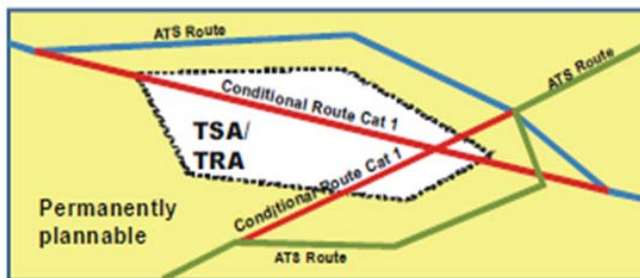 ATS Route
ATS Route
Conditional Route Cat 1
TSA/
TRA
Conditional Route Cat 1
Permanently
plannable
ATS Route